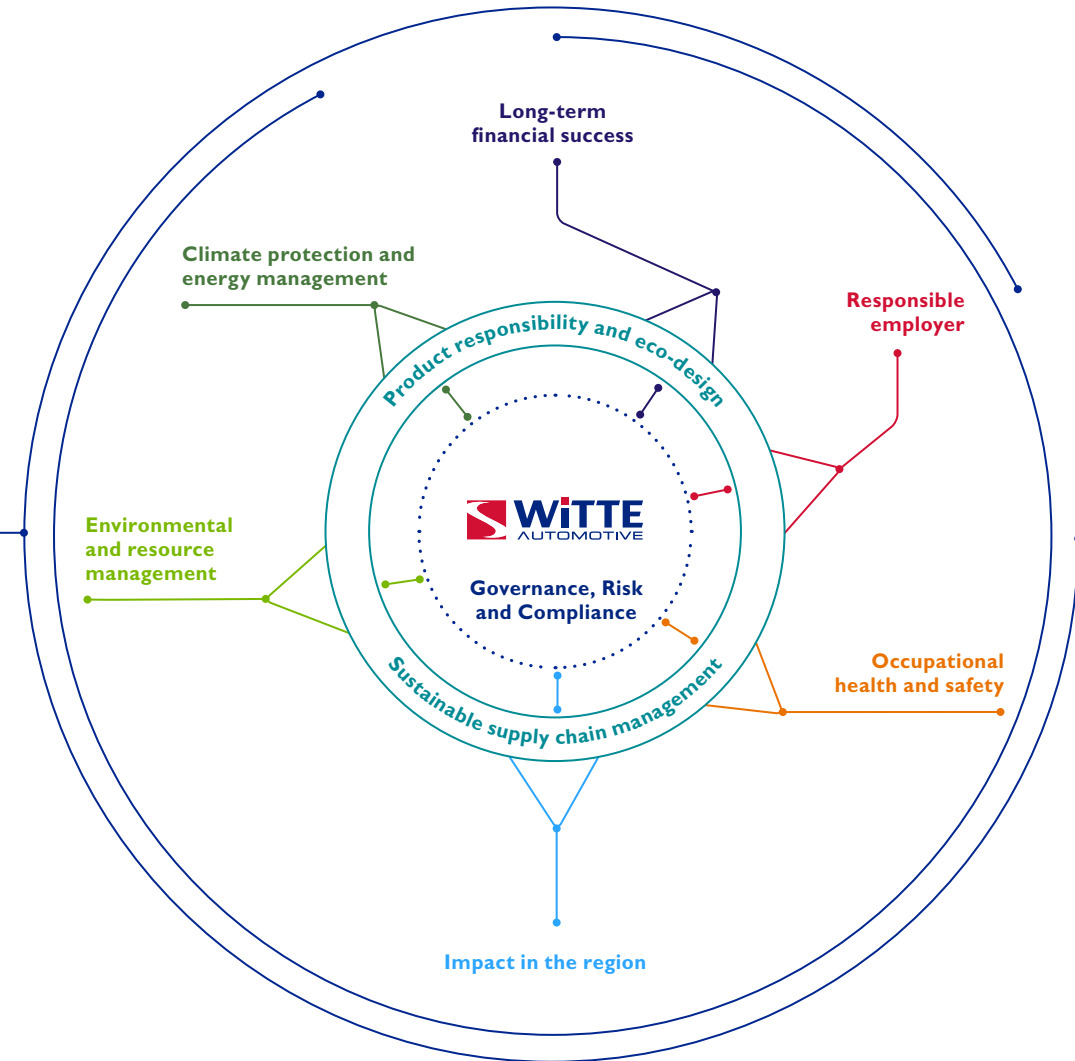 Long-term
financial success
Climate protection and
energy management
Responsible
employer
Product responsibility and eco-design
WiTTE
AUTOMOTIVE
Governance, Risk
and Compliance
Environmental
and resource
management
Occupational
health and safety
Sustainable supply chain management
Impact in the region